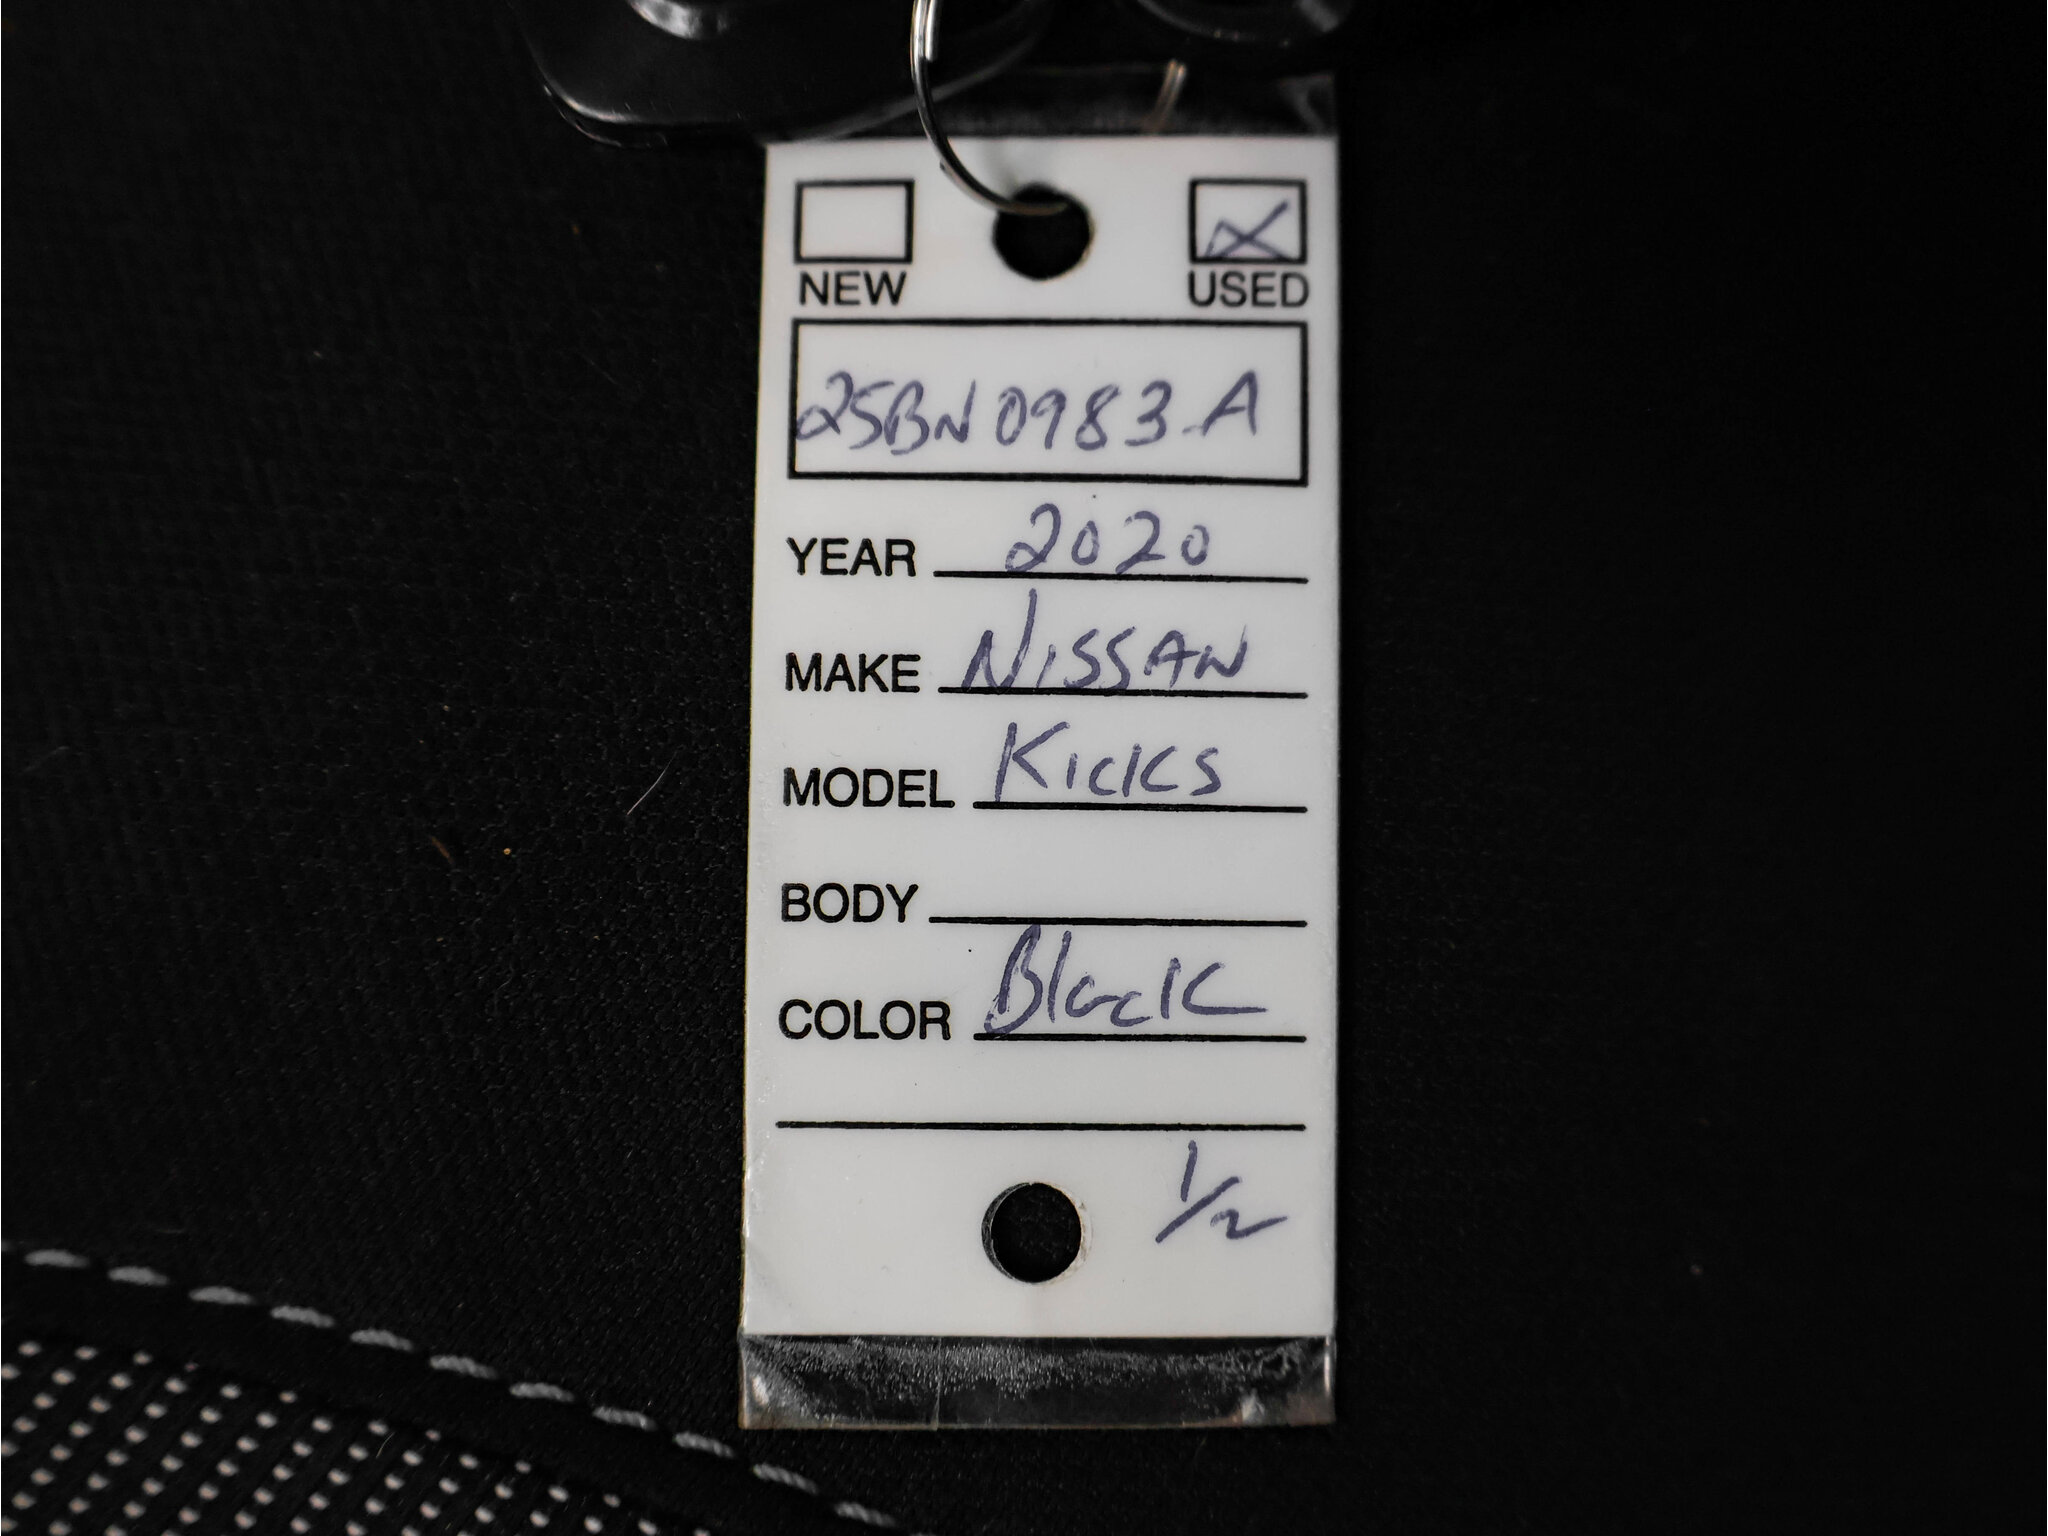 NEW USED
25BN0983-A
YEAR 2020
MAKE NISSAN
MODEL Kicks
BODY
COLOR Black
1/2